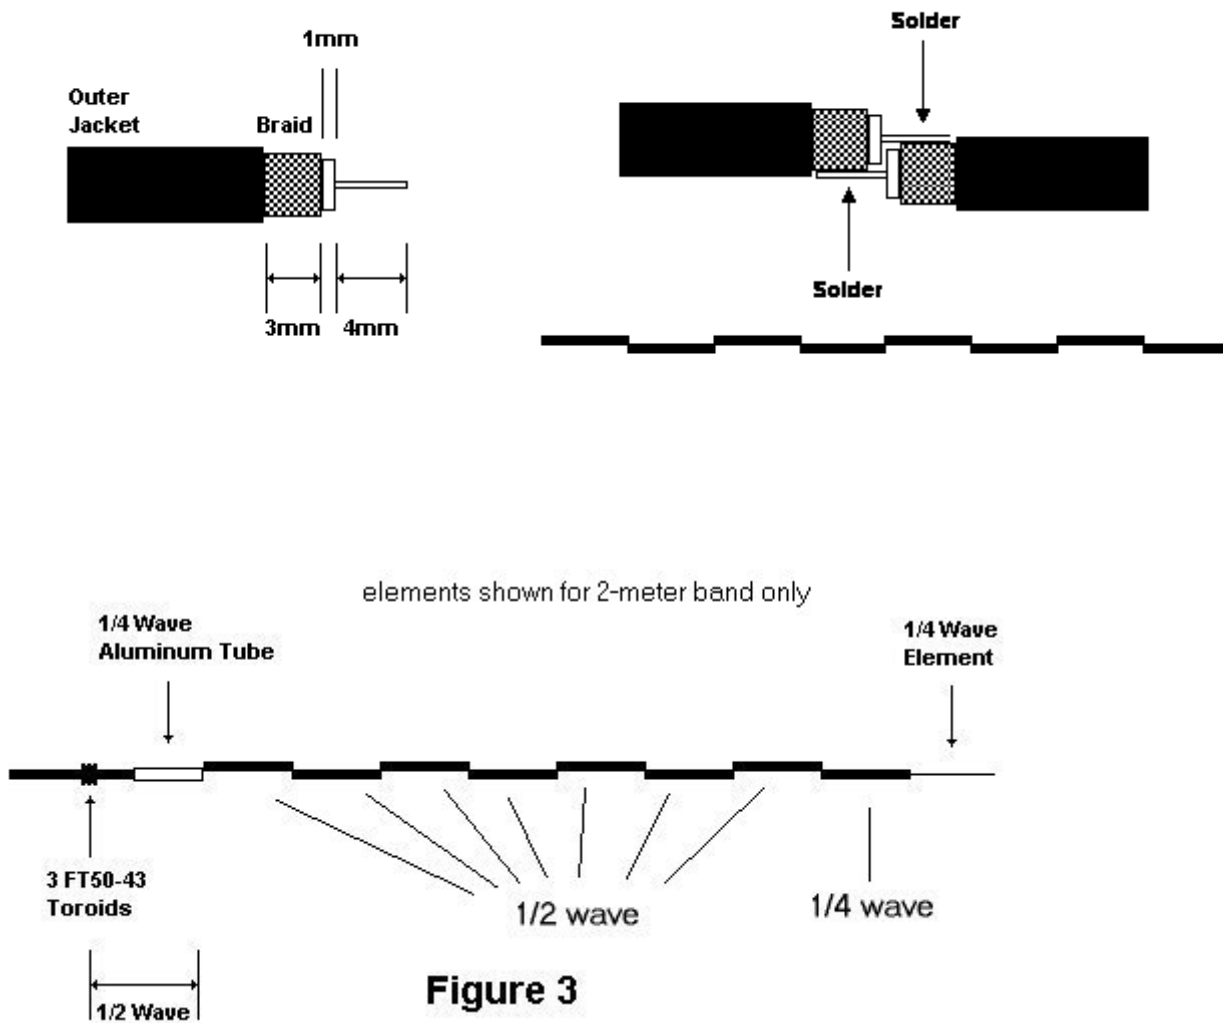 1mm
Outer
Jacket
Braid
3mm
4mm
Solder
Solder
elements shown for 2-meter band only
1/4 Wave
Aluminum Tube
1/4 Wave
Element
3 FT50-43
Toroids
1/2 wave
1/4 wave
1/2 Wave
Figure 3